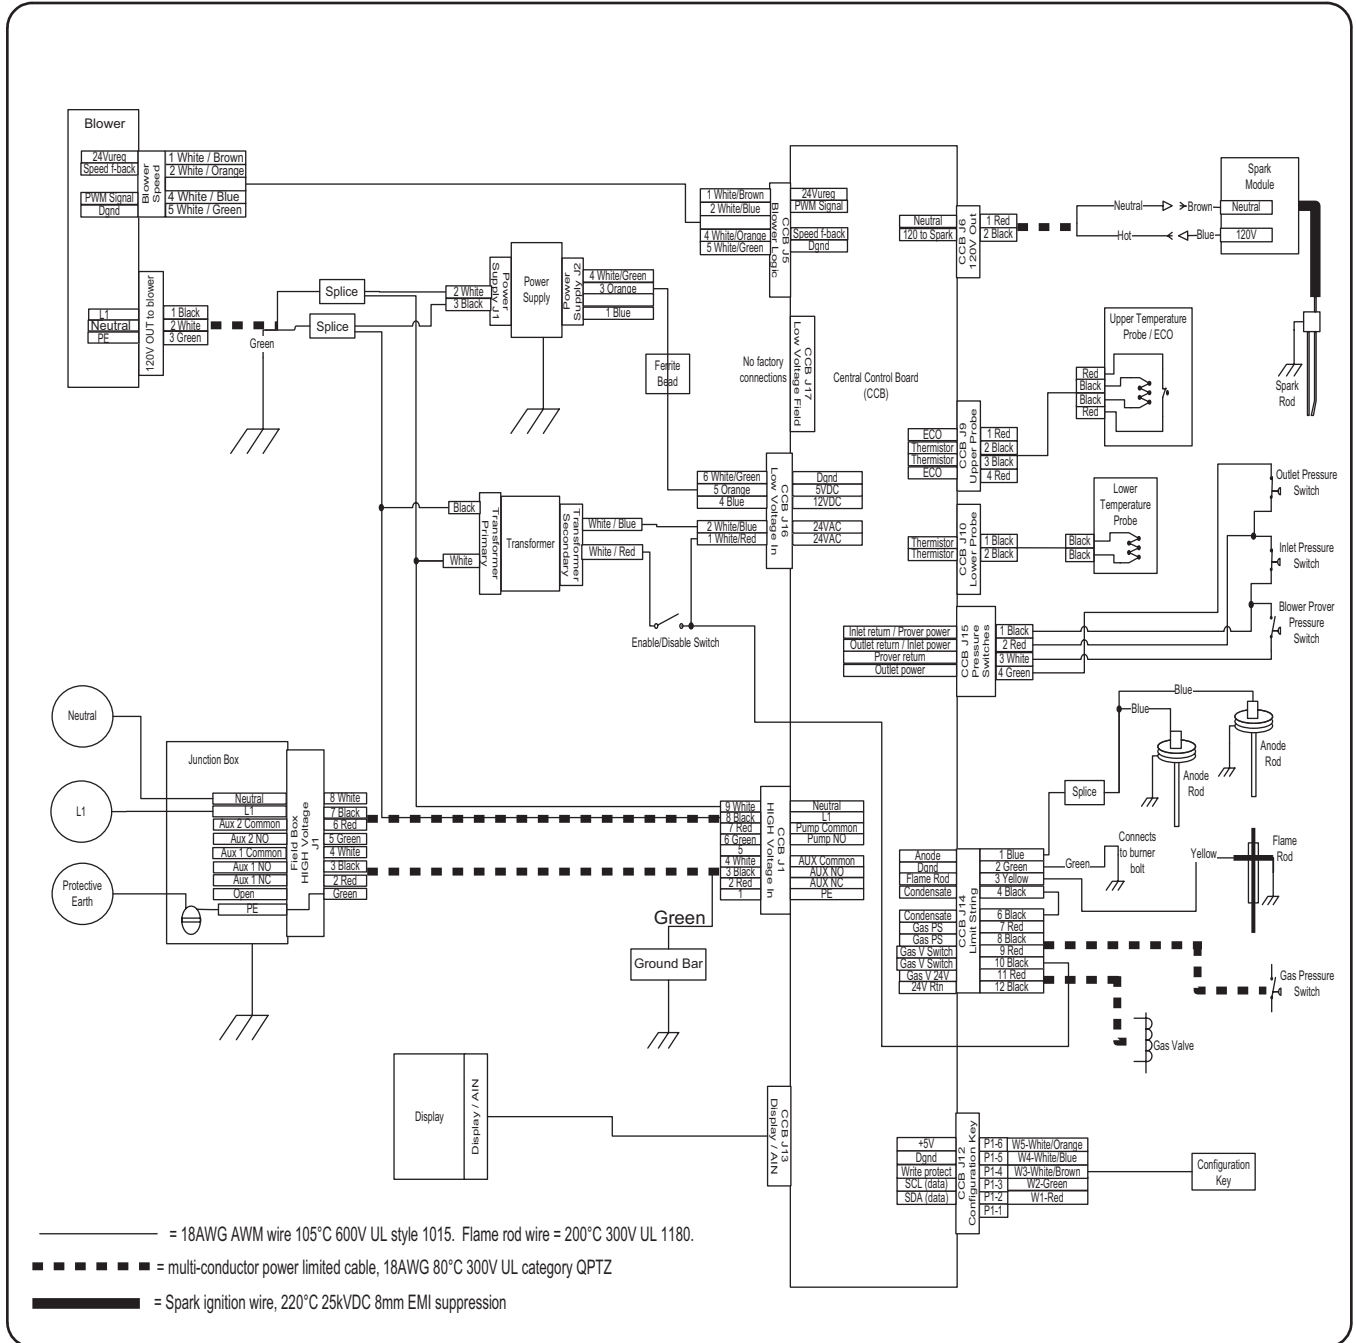 Blower
24Vureg
Speed f-back
PWM Signal
Dgnd
Blower Speed
1 White / Brown
2 White / Orange
4 White / Blue
5 White / Green
L1
Neutral
PE
120V OUT to blower
1 Black
2 White
3 Green
Green
Splice
Splice
2 White
3 Black
Power Supply J1
Power Supply
Power Supply J2
4 White/Green
3 Orange
1 Blue
Ferrite Bead
1 White/Brown
2 White/Blue
4 White/Orange
5 White/Green
CCB J5
Blower Logic
24Vureg
PWM Signal
Speed f-back
Dgnd
No factory connections
CCB J17
Low Voltage Field
Central Control Board (CCB)
6 White/Green
5 Orange
4 Blue
2 White/Blue
1 White/Red
CCB J16
Low Voltage In
Dgnd
5VDC
12VDC
24VAC
24VAC
Black
White
Transformer Primary
Transformer
Transformer Secondary
White / Blue
White / Red
Enable/Disable Switch
Neutral
120 to Spark
CCB J6
120V Out
1 Red
2 Black
Neutral
Hot
Brown
Blue
Spark Module
Neutral
120V
Spark Rod
Upper Temperature Probe / ECO
Red
Black
Black
Red
ECO
Thermistor
Thermistor
ECO
CCB J9
Upper Probe
1 Red
2 Black
3 Black
4 Red
Lower Temperature Probe
Black
Black
Thermistor
Thermistor
CCB J10
Lower Probe
1 Black
2 Black
Outlet Pressure Switch
Inlet Pressure Switch
Blower Prover Pressure Switch
Inlet return / Prover power
Outlet return / Inlet power
Prover return
Outlet power
CCB J15
Pressure Switches
1 Black
2 Red
3 White
4 Green
Neutral
L1
Protective Earth
Junction Box
Neutral
L1
Aux 2 Common
Aux 2 NO
Aux 1 Common
Aux 1 NO
Aux 1 NC
Open
PE
Field Box
HIGH Voltage
J1
8 White
7 Black
6 Red
5 Green
4 White
3 Black
2 Red
Green
9 White
8 Black
7 Red
6 Green
5
4 White
3 Black
2 Red
1
CCB J1
HIGH Voltage In
Neutral
L1
Pump Common
Pump NO
AUX Common
AUX NO
AUX NC
PE
Green
Ground Bar
Blue
Blue
Anode Rod
Anode Rod
Splice
Connects to burner bolt
Green
Yellow
Flame Rod
Anode
Dgnd
Flame Rod
Condensate
Condensate
Gas PS
Gas PS
Gas V Switch
Gas V Switch
Gas V 24V
24V Rtn
CCB J14
Limit String
1 Blue
2 Green
3 Yellow
4 Black
6 Black
7 Red
8 Black
9 Red
10 Black
11 Red
12 Black
Gas Pressure Switch
Gas Valve
Display
Display / AIN
CCB J13
Display / AIN
+5V
Dgnd
Write protect
SCL (data)
SDA (data)
CCB J12
Configuration Key
P1-6
P1-5
P1-4
P1-3
P1-2
P1-1
W5-White/Orange
W4-White/Blue
W3-White/Brown
W2-Green
W1-Red
Configuration Key
= 18AWG AWM wire 105°C 600V UL style 1015. Flame rod wire = 200°C 300V UL 1180.
= multi-conductor power limited cable, 18AWG 80°C 300V UL category QPTZ
= Spark ignition wire, 220°C 25kVDC 8mm EMI suppression